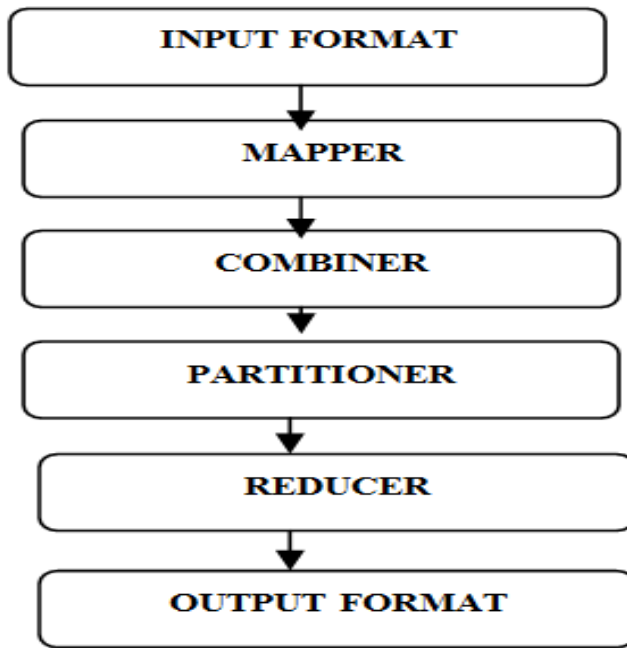 INPUT FORMAT
MAPPER
COMBINER
PARTITIONER
REDUCER
OUTPUT FORMAT